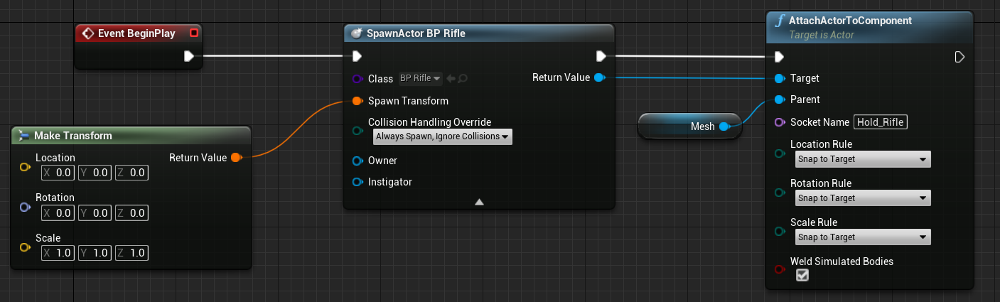 Event BeginPlay
SpawnActor BP Rifle
Class BP Rifle
Return Value
Spawn Transform
Collision Handling Override
Always Spawn, Ignore Collisions
Owner
Instigator
Make Transform
Location
Return Value
X 0.0 Y 0.0 Z 0.0
Rotation
X 0.0 Y 0.0 Z 0.0
Scale
X 1.0 Y 1.0 Z 1.0
Mesh
f AttachActorToComponent
Target is Actor
Target
Parent
Socket Name Hold_Rifle
Location Rule
Snap to Target
Rotation Rule
Snap to Target
Scale Rule
Snap to Target
Weld Simulated Bodies